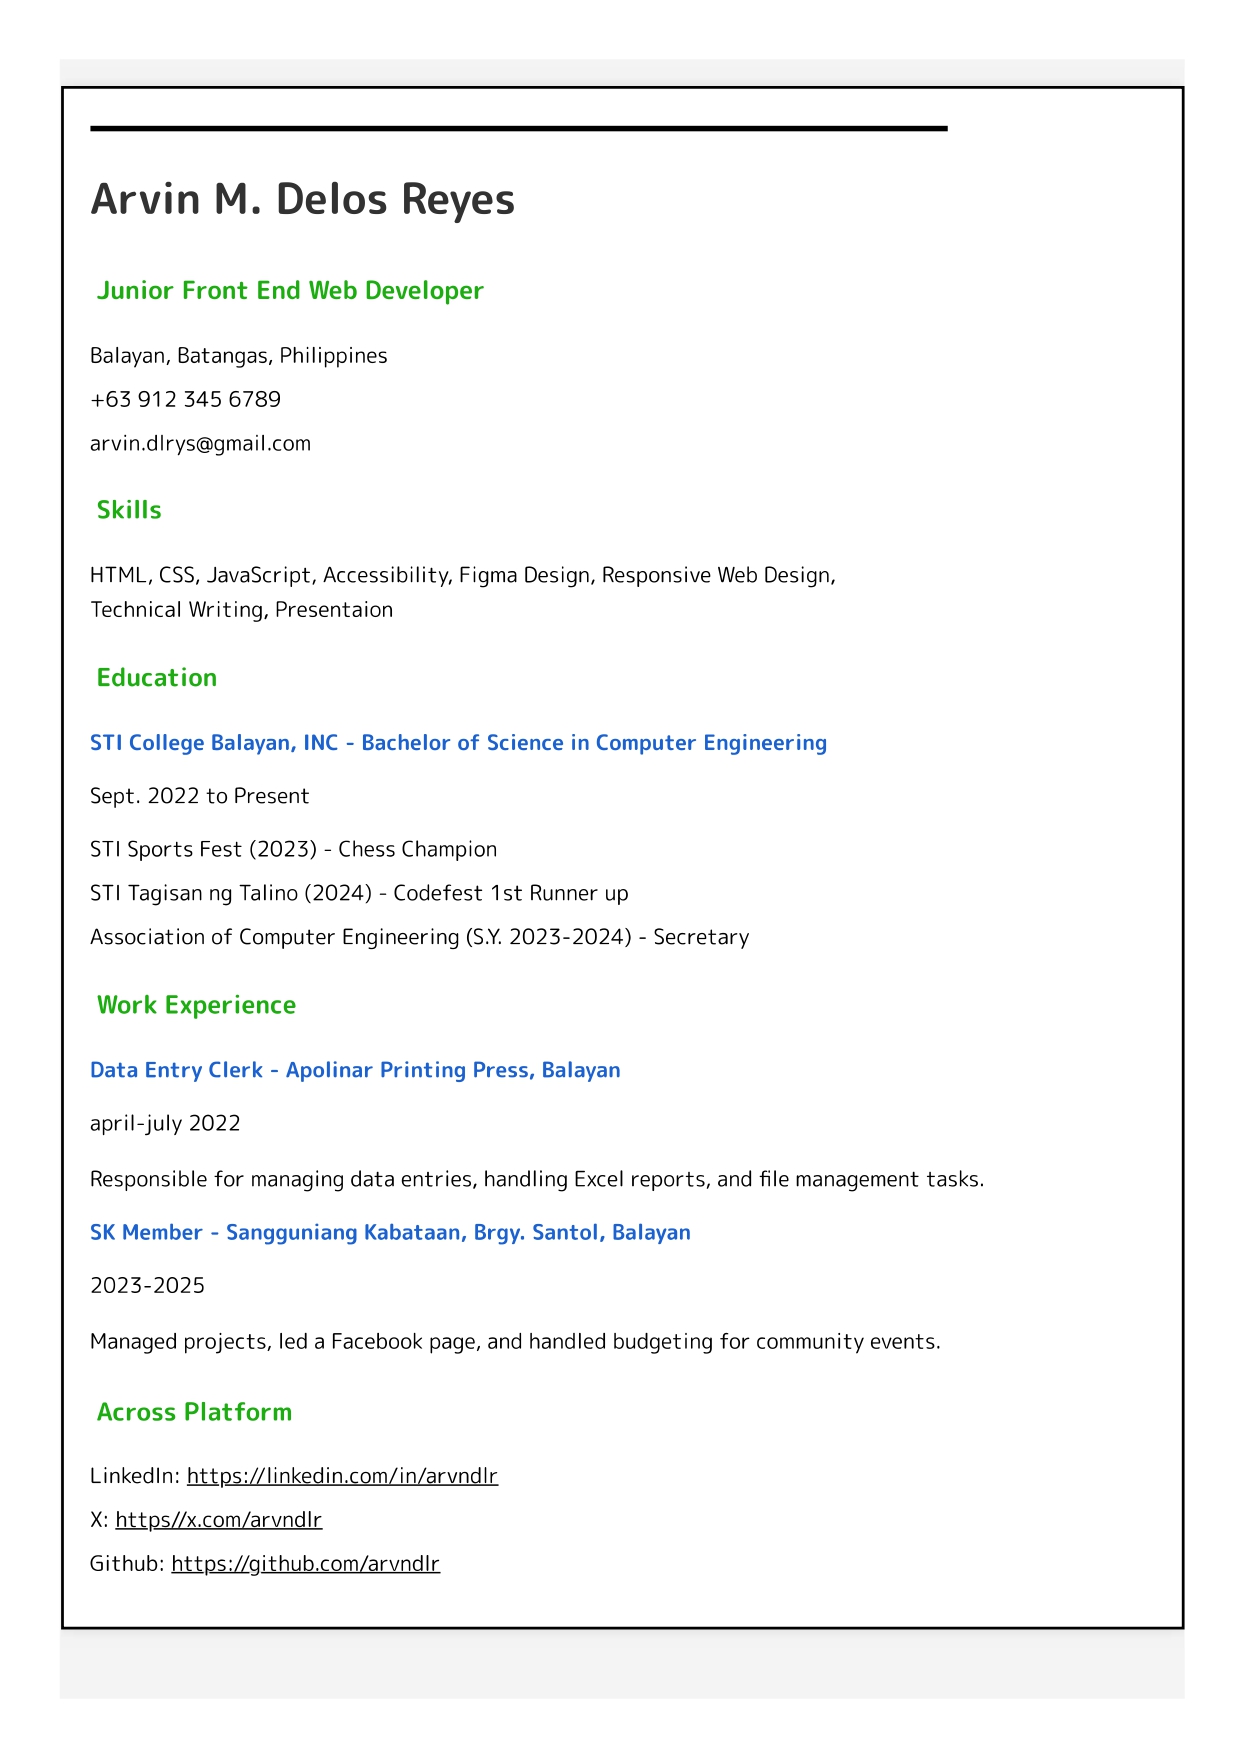 Arvin M. Delos Reyes
Junior Front End Web Developer
Balayan, Batangas, Philippines
+63 912 345 6789
arvin.dlrys@gmail.com
Skills
HTML, CSS, JavaScript, Accessibility, Figma Design, Responsive Web Design,
Technical Writing, Presentaion
Education
STI College Balayan, INC - Bachelor of Science in Computer Engineering
Sept. 2022 to Present
STI Sports Fest (2023) - Chess Champion
STI Tagisan ng Talino (2024) - Codefest 1st Runner up
Association of Computer Engineering (S.Y. 2023-2024) - Secretary
Work Experience
Data Entry Clerk - Apolinar Printing Press, Balayan
april-july 2022
Responsible for managing data entries, handling Excel reports, and file management tasks.
SK Member - Sangguniang Kabataan, Brgy. Santol, Balayan
2023-2025
Managed projects, led a Facebook page, and handled budgeting for community events.
Across Platform
LinkedIn: https://linkedin.com/in/arvndlr
X: https//x.com/arvndlr
Github: https://github.com/arvndlr